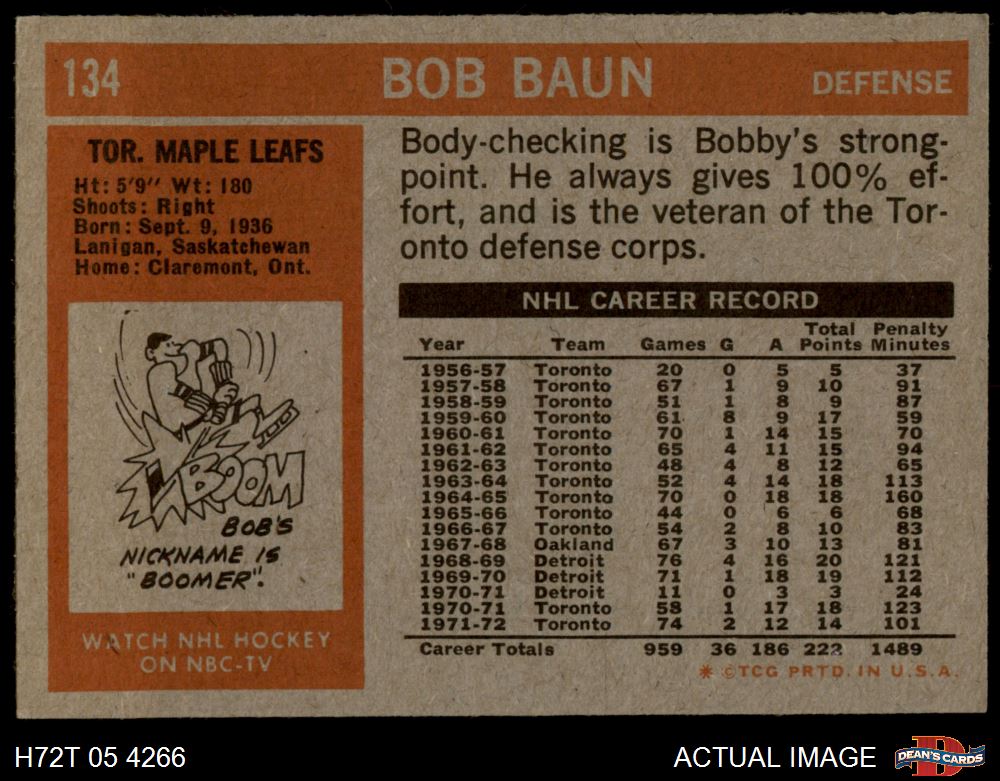 134 BOB BAUN DEFENSE
TOR. MAPLE LEAFS
Ht: 5'9" Wt: 180
Shoots: Right
Born: Sept. 9, 1936
Lanigan, Saskatchewan
Home: Claremont, Ont.
BOOM
BOB'S
NICKNAME IS
"BOOMER".
WATCH NHL HOCKEY
ON NBC-TV
Body-checking is Bobby's strong-
point. He always gives 100% ef-
fort, and is the veteran of the Tor-
onto defense corps.
NHL CAREER RECORD
Total Penalty
Year Team Games G A Points Minutes
1956-57 Toronto 20 0 5 5 37
1957-58 Toronto 67 1 9 10 91
1958-59 Toronto 51 1 8 9 87
1959-60 Toronto 61 8 9 17 59
1960-61 Toronto 70 1 14 15 70
1961-62 Toronto 65 4 11 15 94
1962-63 Toronto 48 4 8 12 65
1963-64 Toronto 52 4 14 18 113
1964-65 Toronto 70 0 18 18 160
1965-66 Toronto 44 0 6 6 68
1966-67 Toronto 54 2 8 10 83
1967-68 Oakland 67 3 10 13 81
1968-69 Detroit 76 4 16 20 121
1969-70 Detroit 71 1 18 19 112
1970-71 Detroit 11 0 3 3 24
1970-71 Toronto 58 1 17 18 123
1971-72 Toronto 74 2 12 14 101
Career Totals 959 36 186 222 1489
* ©TCG PRTD. IN U.S.A.
H72T 05 4266
ACTUAL IMAGE
DEAN'S CARDS